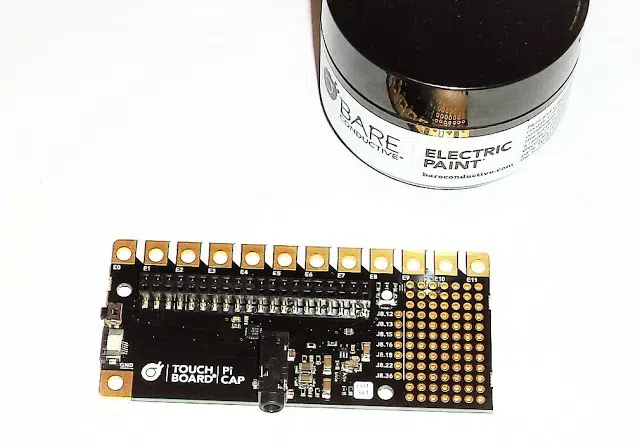 BARE
CONDUCTIVE®
ELECTRIC
PAINT™
bareconductive.com
E0 E1 E2 E3 E4 E5 E6 E7 E8 E9 E10 E11
J8.12
J8.13
J8.15
J8.16
J8.18
J8.22
J8.36
GND
TOUCH
BOARD®
Pi
CAP